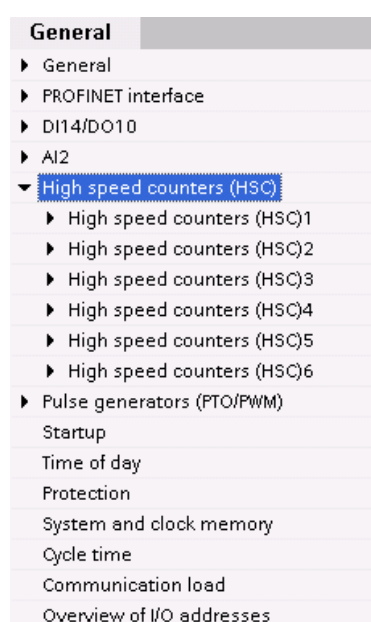 General
General
PROFINET interface
DI14/DO10
AI2
High speed counters (HSC)
High speed counters (HSC)1
High speed counters (HSC)2
High speed counters (HSC)3
High speed counters (HSC)4
High speed counters (HSC)5
High speed counters (HSC)6
Pulse generators (PTO/PWM)
Startup
Time of day
Protection
System and clock memory
Cycle time
Communication load
Overview of I/O addresses